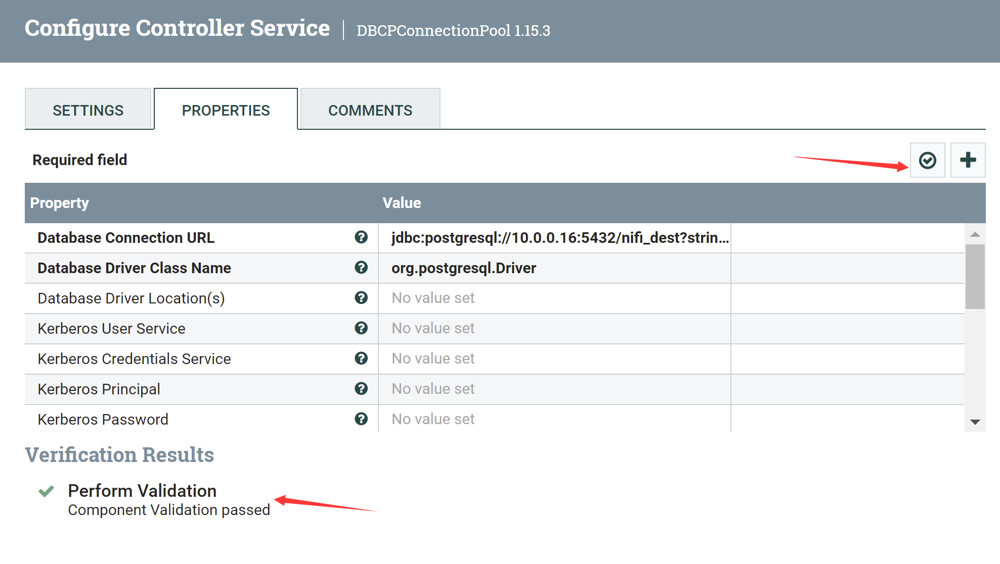 Configure Controller Service | DBCPConnectionPool 1.15.3
SETTINGS PROPERTIES COMMENTS
Required field
Property Value
Database Connection URL jdbc:postgresql://10.0.0.16:5432/nifi_dest?strin...
Database Driver Class Name org.postgresql.Driver
Database Driver Location(s) No value set
Kerberos User Service No value set
Kerberos Credentials Service No value set
Kerberos Principal No value set
Kerberos Password No value set
Verification Results
Perform Validation
Component Validation passed